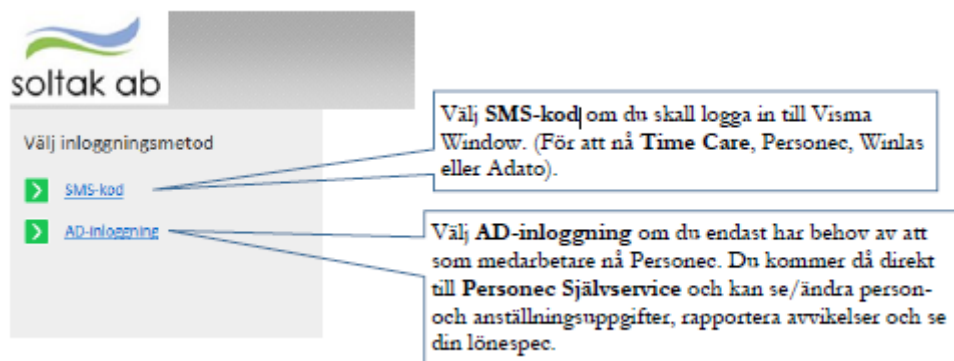 soltak ab
Välj inloggningsmetod
SMS-kod
AD-inloggning
Välj SMS-kod om du skall logga in till Visma
Window. (För att nå Time Care, Personec, Winlas
eller Adato).
Välj AD-inloggning om du endast har behov av att
som medarbetare nå Personec. Du kommer då direkt
till Personec Självservice och kan se/ändra person-
och anställningsuppgifter, rapportera avvikelser och se
din lönespec.